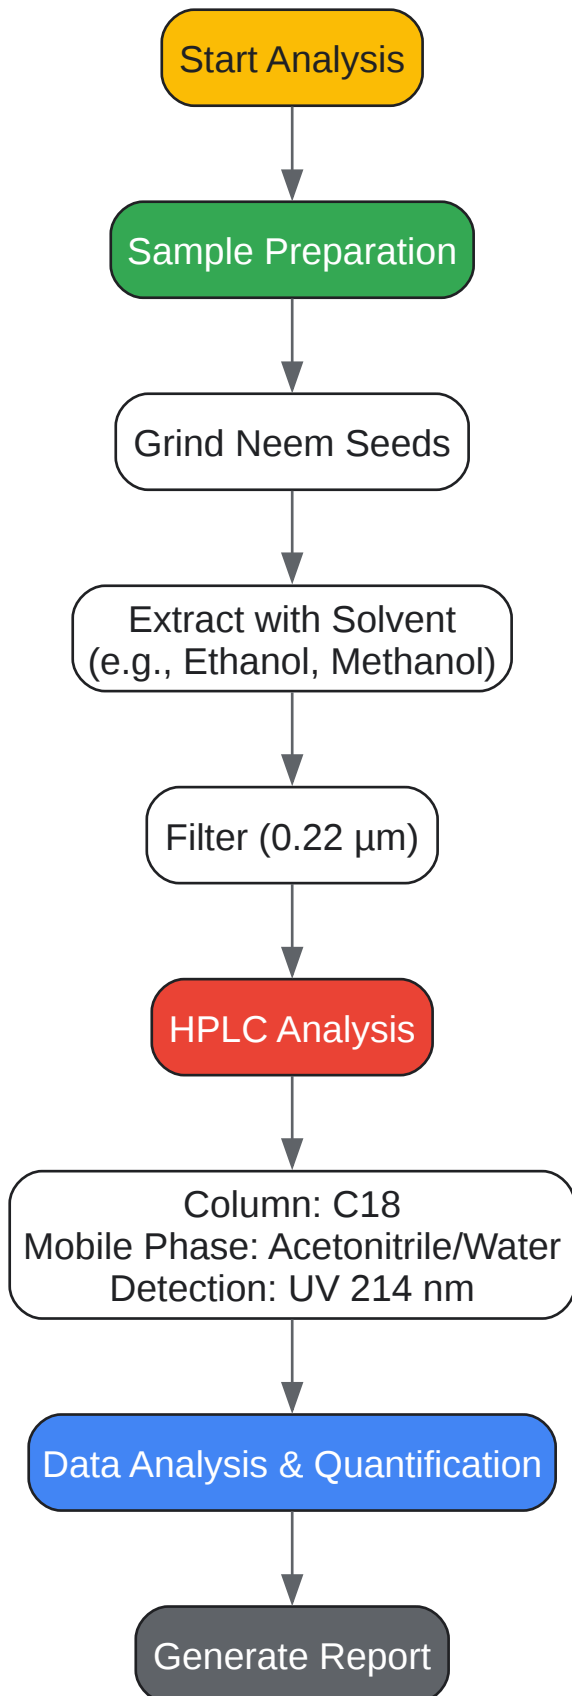 Start Analysis
Sample Preparation
Grind Neem Seeds
Extract with Solvent
(e.g., Ethanol, Methanol)
Filter (0.22 µm)
HPLC Analysis
Column: C18
Mobile Phase: Acetonitrile/Water
Detection: UV 214 nm
Data Analysis & Quantification
Generate Report